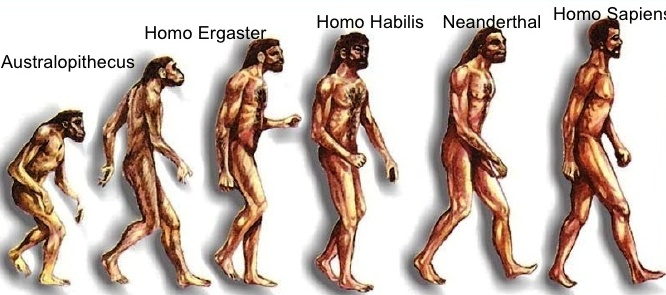 Australopithecus
Homo Ergaster
Homo Habilis
Neanderthal
Homo Sapiens